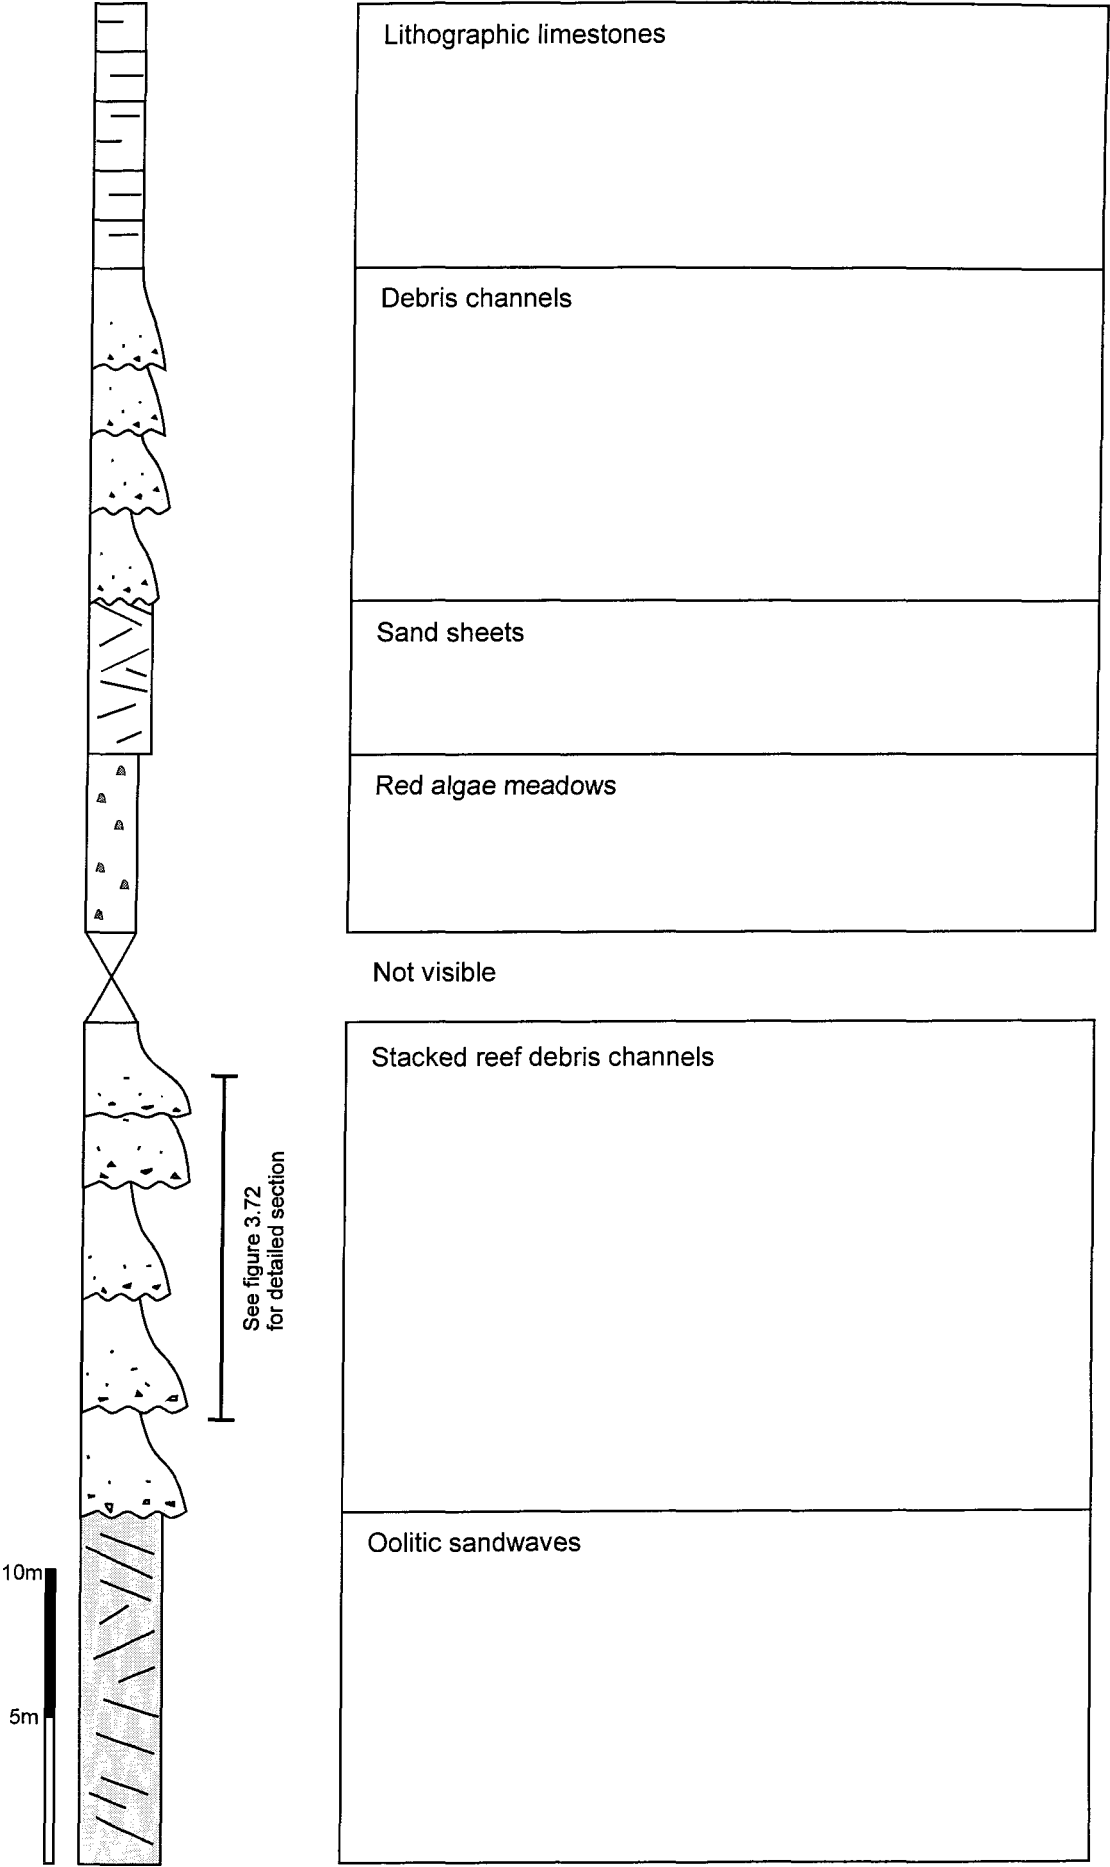 Lithographic limestones
Debris channels
Sand sheets
Red algae meadows
Not visible
Stacked reef debris channels
See figure 3.72
for detailed section
Oolitic sandwaves
10m
5m